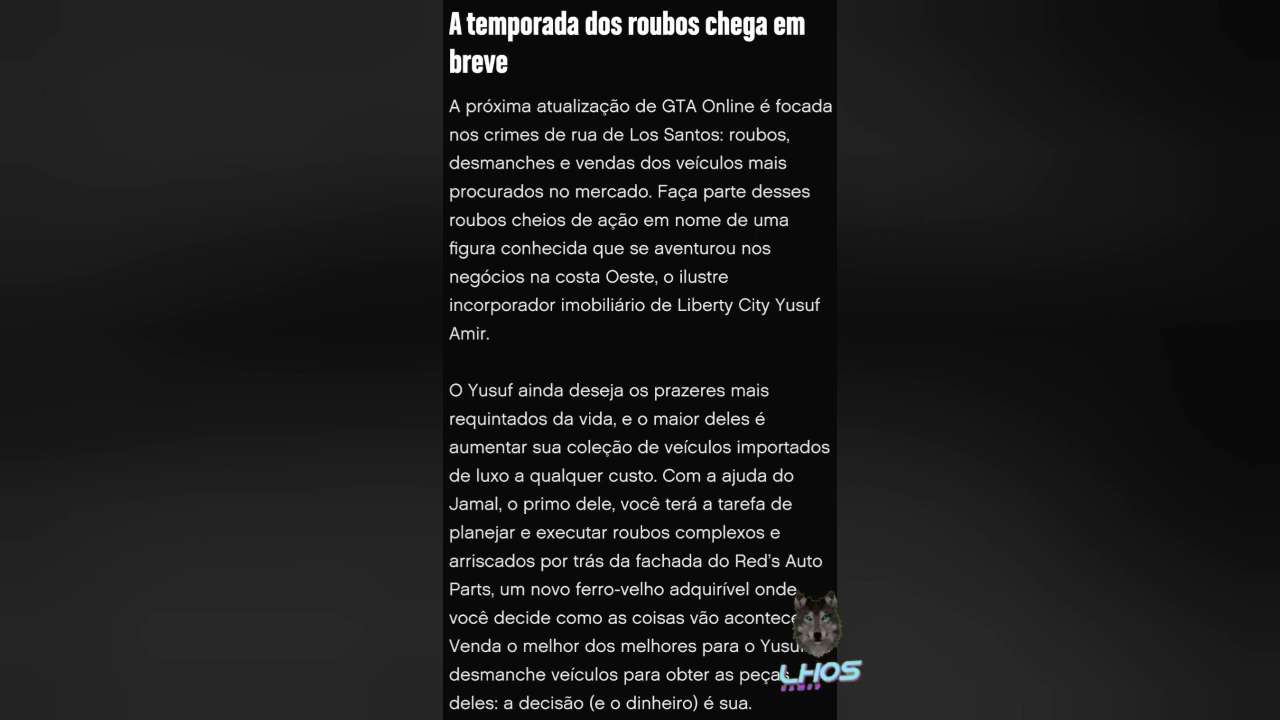 A temporada dos roubos chega em
breve
A próxima atualização de GTA Online é focada
nos crimes de rua de Los Santos: roubos,
desmanches e vendas dos veículos mais
procurados no mercado. Faça parte desses
roubos cheios de ação em nome de uma
figura conhecida que se aventurou nos
negócios na costa Oeste, o ilustre
incorporador imobiliário de Liberty City Yusuf
Amir.
O Yusuf ainda deseja os prazeres mais
requintados da vida, e o maior deles é
aumentar sua coleção de veículos importados
de luxo a qualquer custo. Com a ajuda do
Jamal, o primo dele, você terá a tarefa de
planejar e executar roubos complexos e
arriscados por trás da fachada do Red's Auto
Parts, um novo ferro-velho adquirível onde
você decide como as coisas vão
Venda o melhor dos melhores para o
desmanche veículos para obter as peças
deles: a decisão (e o dinheiro) é sua.
LHOS